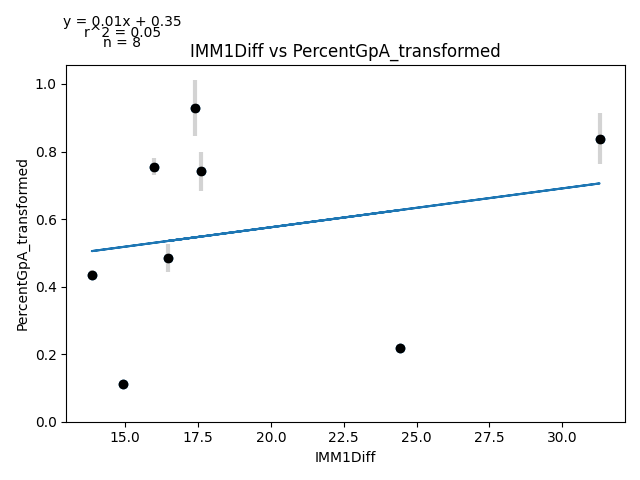 y = 0.01x + 0.35
r^2 = 0.05
n = 8
IMM1Diff vs PercentGpA_transformed
PercentGpA_transformed
1.0
0.8
0.6
0.4
0.2
0.0
15.0 17.5 20.0 22.5 25.0 27.5 30.0
IMM1Diff